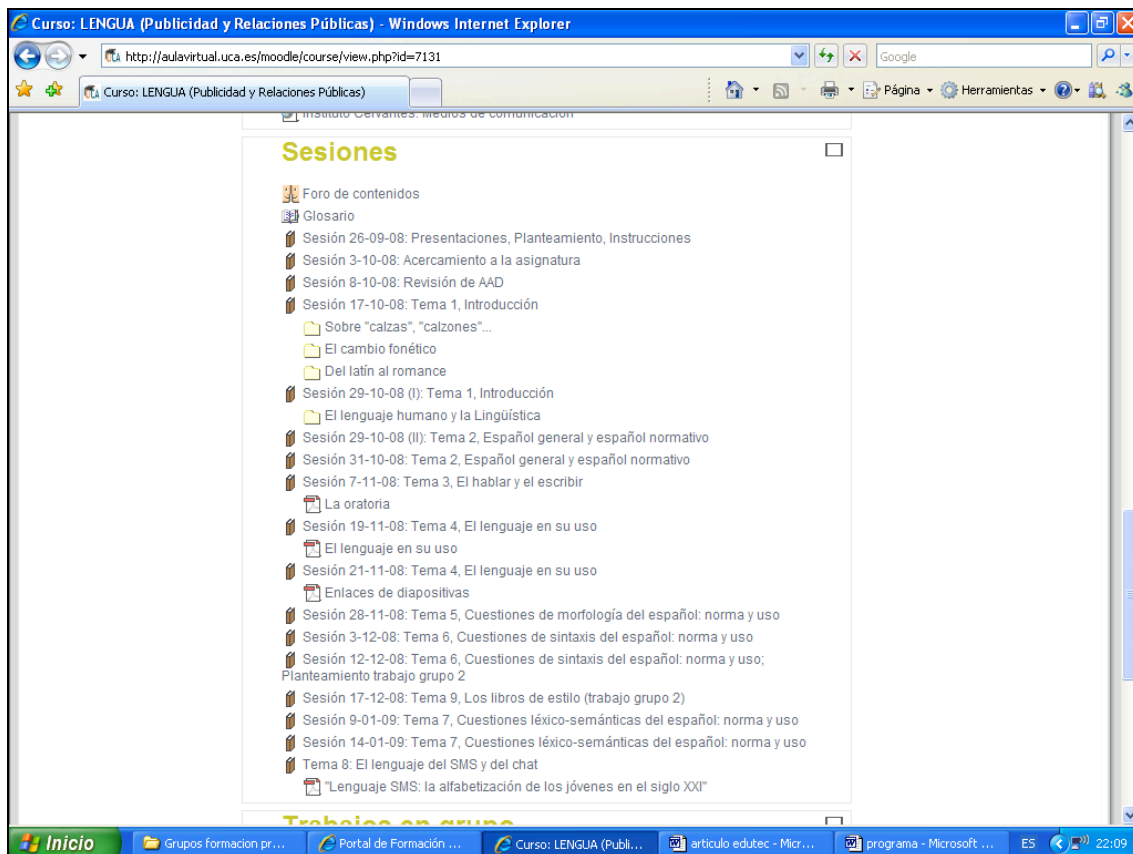 Curso: LENGUA (Publicidad y Relaciones Públicas) - Windows Internet Explorer
http://aulavirtual.uca.es/moodle/course/view.php?id=7131
Google
Curso: LENGUA (Publicidad y Relaciones Públicas)
Página
Herramientas
Instituto Cervantes: Medios de comunicación
Sesiones
Foro de contenidos
Glosario
Sesión 26-09-08: Presentaciones, Planteamiento, Instrucciones
Sesión 3-10-08: Acercamiento a la asignatura
Sesión 8-10-08: Revisión de AAD
Sesión 17-10-08: Tema 1, Introducción
Sobre "calzas", "calzones"...
El cambio fonético
Del latín al romance
Sesión 29-10-08 (I): Tema 1, Introducción
El lenguaje humano y la Lingüística
Sesión 29-10-08 (II): Tema 2, Español general y español normativo
Sesión 31-10-08: Tema 2, Español general y español normativo
Sesión 7-11-08: Tema 3, El hablar y el escribir
La oratoria
Sesión 19-11-08: Tema 4, El lenguaje en su uso
El lenguaje en su uso
Sesión 21-11-08: Tema 4, El lenguaje en su uso
Enlaces de diapositivas
Sesión 28-11-08: Tema 5, Cuestiones de morfología del español: norma y uso
Sesión 3-12-08: Tema 6, Cuestiones de sintaxis del español: norma y uso
Sesión 12-12-08: Tema 6, Cuestiones de sintaxis del español: norma y uso;
Planteamiento trabajo grupo 2
Sesión 17-12-08: Tema 9, Los libros de estilo (trabajo grupo 2)
Sesión 9-01-09: Tema 7, Cuestiones léxico-semánticas del español: norma y uso
Sesión 14-01-09: Tema 7, Cuestiones léxico-semánticas del español: norma y uso
Tema 8: El lenguaje del SMS y del chat
"Lenguaje SMS: la alfabetización de los jóvenes en el siglo XXI"
Trabajos en grupo
Inicio
Grupos formacion pr...
Portal de Formación ...
Curso: LENGUA (Publi...
articulo edutec - Micr...
programa - Microsoft ...
ES
22:09